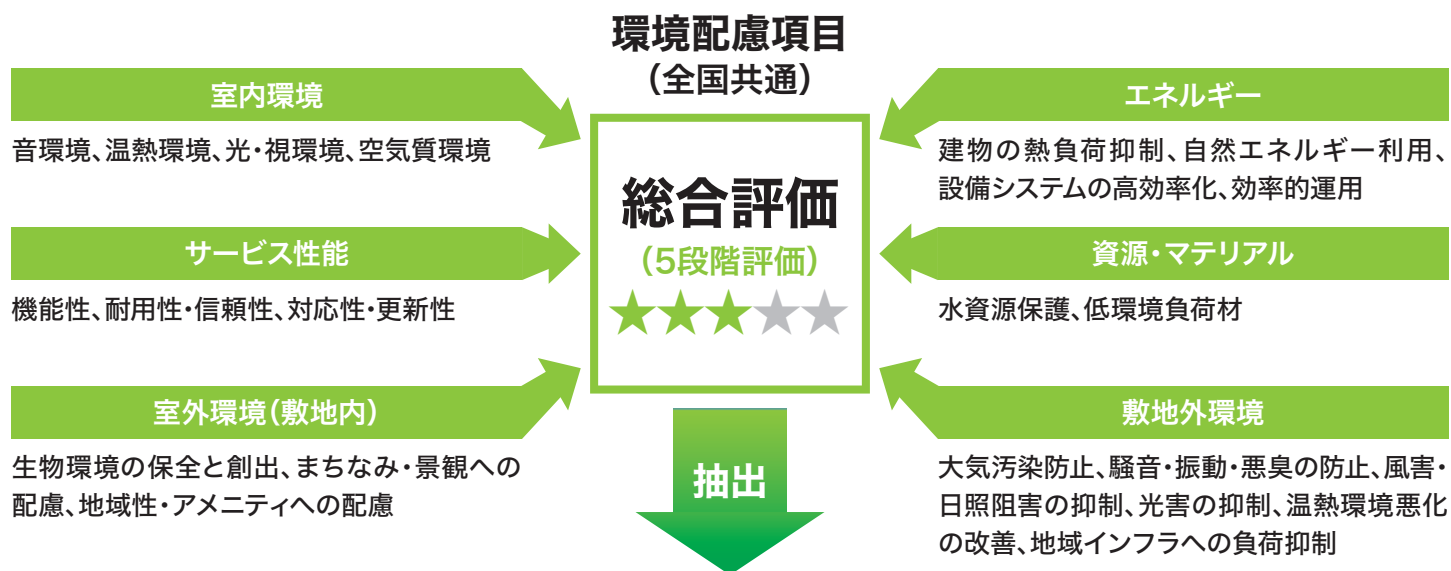 環境配慮項目
（全国共通）
室内環境
音環境、温熱環境、光・視環境、空気質環境
サービス性能
機能性、耐用性・信頼性、対応性・更新性
室外環境（敷地内）
生物環境の保全と創出、まちなみ・景観への
配慮、地域性・アメニティへの配慮
総合評価
（5段階評価）
★★★★★
抽出
エネルギー
建物の熱負荷抑制、自然エネルギー利用、
設備システムの高効率化、効率的運用
資源・マテリアル
水資源保護、低環境負荷材
敷地外環境
大気汚染防止、騒音・振動・悪臭の防止、風害・
日照阻害の抑制、光害の抑制、温熱環境悪化
の改善、地域インフラへの負荷抑制